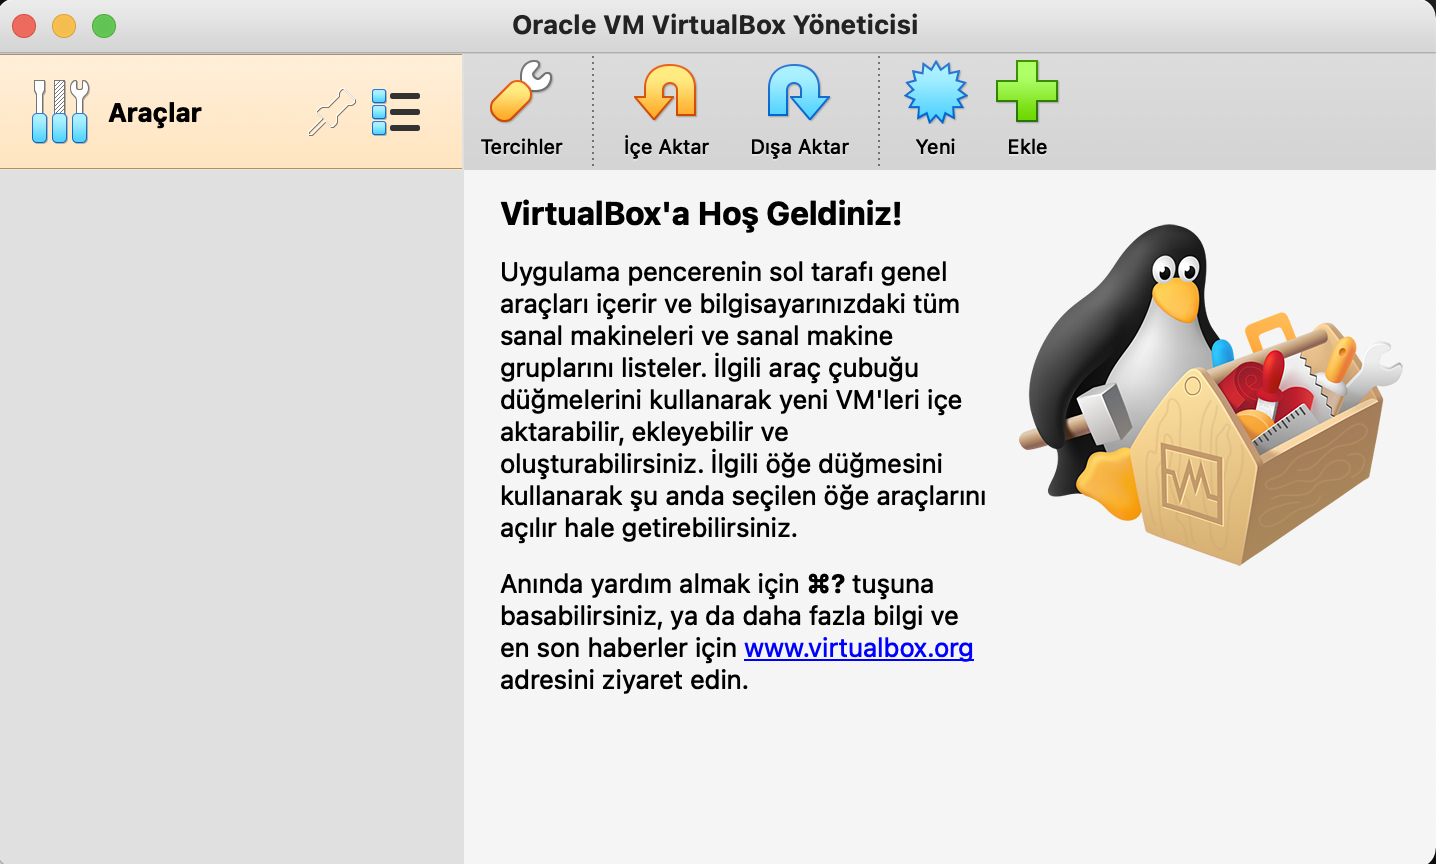 Oracle VM VirtualBox Yöneticisi
Araçlar
Tercihler
İçe Aktar
Dışa Aktar
Yeni
Ekle
VirtualBox'a Hoş Geldiniz!
Uygulama pencerenin sol tarafı genel
araçları içerir ve bilgisayarınızdaki tüm
sanal makineleri ve sanal makine
gruplarını listeler. İlgili araç çubuğu
düğmelerini kullanarak yeni VM'leri içe
aktarabilir, ekleyebilir ve
oluşturabilirsiniz. İlgili öğe düğmesini
kullanarak şu anda seçilen öğe araçlarını
açılır hale getirebilirsiniz.
Anında yardım almak için ⌘? tuşuna
basabilirsiniz, ya da daha fazla bilgi ve
en son haberler için www.virtualbox.org
adresini ziyaret edin.